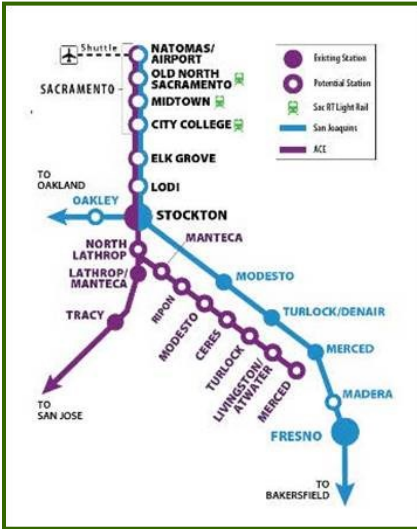 Shuttle
NATOMAS/
AIRPORT
OLD NORTH
SACRAMENTO
SACRAMENTO
MIDTOWN
CITY COLLEGE
ELK GROVE
LODI
TO
OAKLAND
OAKLEY
STOCKTON
NORTH
LATHROP
MANTECA
LATHROP/
MANTECA
TRACY
TO
SAN JOSE
RIPON
MODESTO
CERES
TURLOCK
LIVINGSTON/
ATWATER
MERCED
MODESTO
TURLOCK/DENAIR
MERCED
MADERA
FRESNO
TO
BAKERSFIELD
Existing Station
Potential Station
Sac RT Light Rail
San Joaquins
ACE